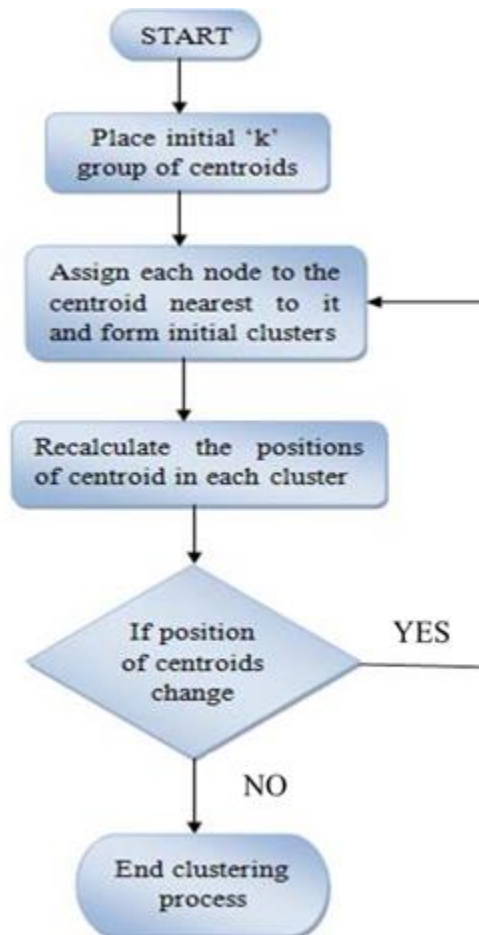 START
Place initial ‘k’
group of centroids
Assign each node to the
centroid nearest to it
and form initial clusters
Recalculate the positions
of centroid in each cluster
If position
of centroids
change
YES
NO
End clustering
process